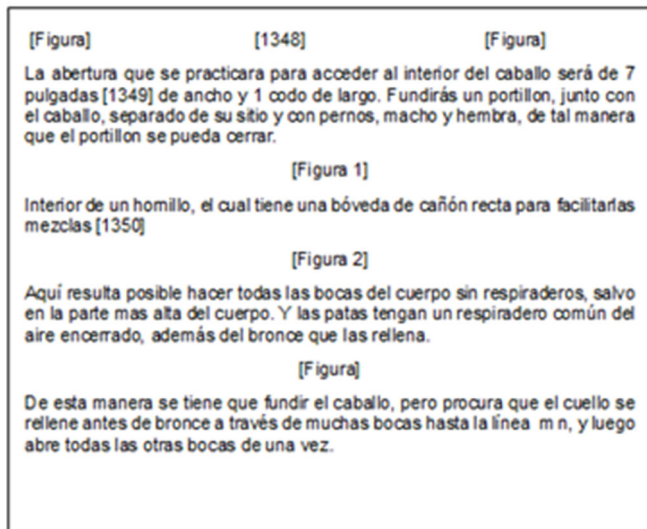 [Figura] [1348] [Figura]
La abertura que se practicara para acceder al interior del caballo será de 7
pulgadas [1349] de ancho y 1 codo de largo. Fundirás un portillon, junto con
el caballo, separado de su sitio y con pernos, macho y hembra, de tal manera
que el portillon se pueda cerrar.
[Figura 1]
Interior de un hornillo, el cual tiene una bóveda de cañón recta para facilitarlas
mezclas [1350]
[Figura 2]
Aquí resulta posible hacer todas las bocas del cuerpo sin respiraderos, salvo
en la parte mas alta del cuerpo. Y las patas tengan un respiradero común del
aire encerrado, además del bronce que las rellena.
[Figura]
De esta manera se tiene que fundir el caballo, pero procura que el cuello se
rellene antes de bronce a través de muchas bocas hasta la línea m n, y luego
abre todas las otras bocas de una vez.